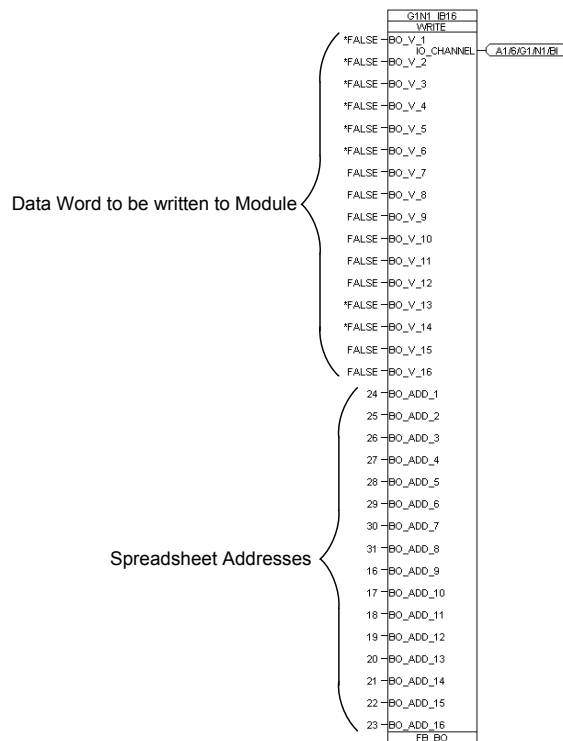 G1N1 IB16
WRITE
*FALSE BO_V_1
IO_CHANNEL A1/6/G1/N1/BI
*FALSE BO_V_2
*FALSE BO_V_3
*FALSE BO_V_4
*FALSE BO_V_5
*FALSE BO_V_6
FALSE BO_V_7
FALSE BO_V_8
Data Word to be written to Module
FALSE BO_V_9
FALSE BO_V_10
FALSE BO_V_11
FALSE BO_V_12
*FALSE BO_V_13
*FALSE BO_V_14
FALSE BO_V_15
FALSE BO_V_16
24 BO_ADD_1
25 BO_ADD_2
26 BO_ADD_3
27 BO_ADD_4
28 BO_ADD_5
29 BO_ADD_6
30 BO_ADD_7
31 BO_ADD_8
Spreadsheet Addresses
16 BO_ADD_9
17 BO_ADD_10
18 BO_ADD_11
19 BO_ADD_12
20 BO_ADD_13
21 BO_ADD_14
22 BO_ADD_15
23 BO_ADD_16
FB_BO